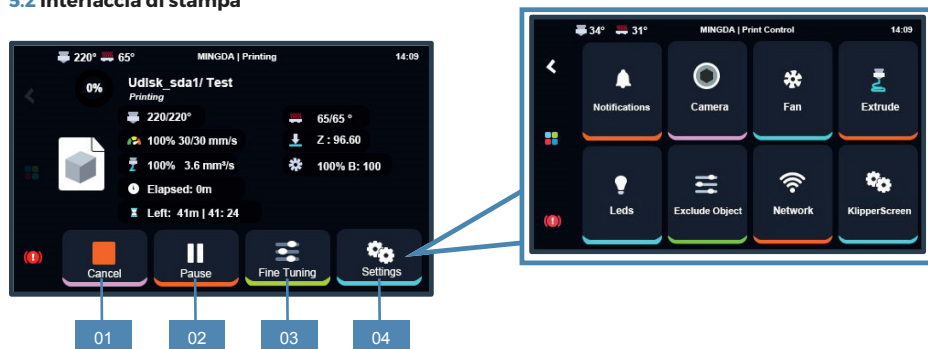 5.2 Interfaccia di stampa
220° 65° MINGDA | Printing 14:09
0%
Udisk_sda1/ Test
Printing
220/220° 65/65 °
100% 30/30 mm/s Z : 96.60
100% 3.6 mm³/s 100% B: 100
Elapsed: 0m
Left: 41m | 41: 24
Cancel Pause Fine Tuning Settings
01 02 03 04
34° 31° MINGDA | Print Control 14:09
Notifications Camera Fan Extrude
Leds Exclude Object Network KlipperScreen